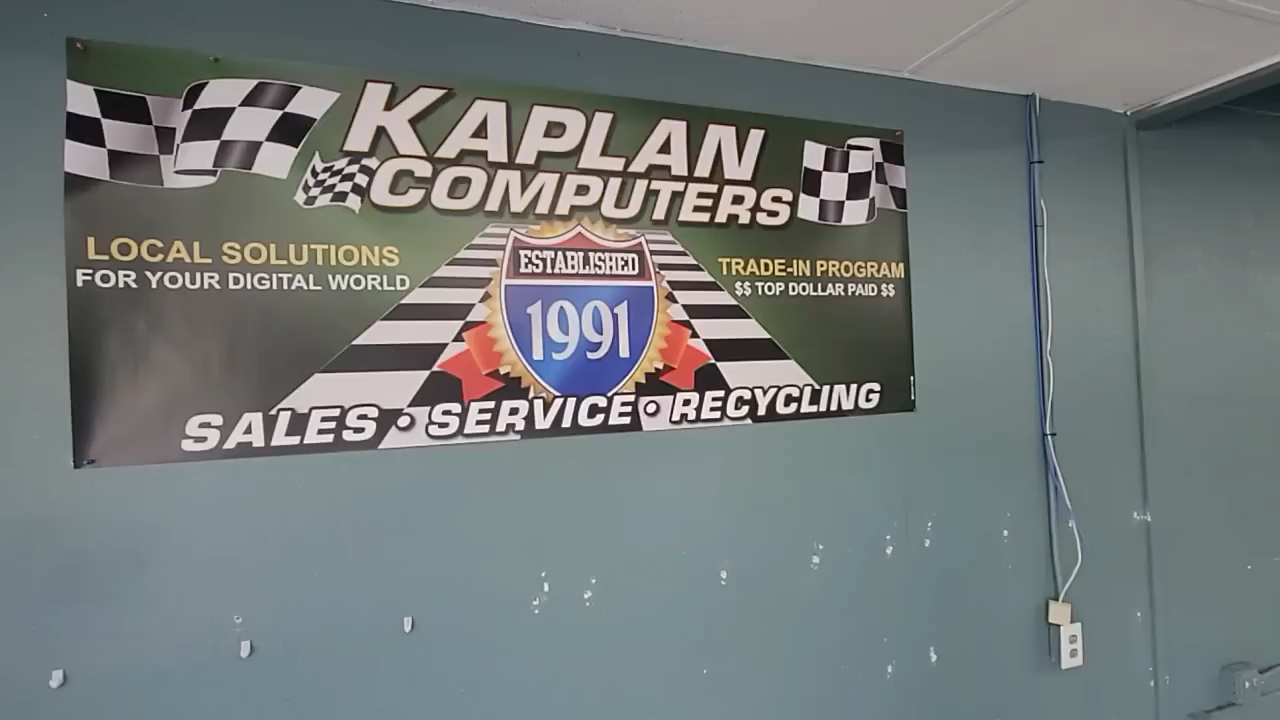 KAPLAN
COMPUTERS
LOCAL SOLUTIONS
FOR YOUR DIGITAL WORLD
ESTABLISHED
1991
TRADE-IN PROGRAM
$$ TOP DOLLAR PAID $$
SALES • SERVICE • RECYCLING